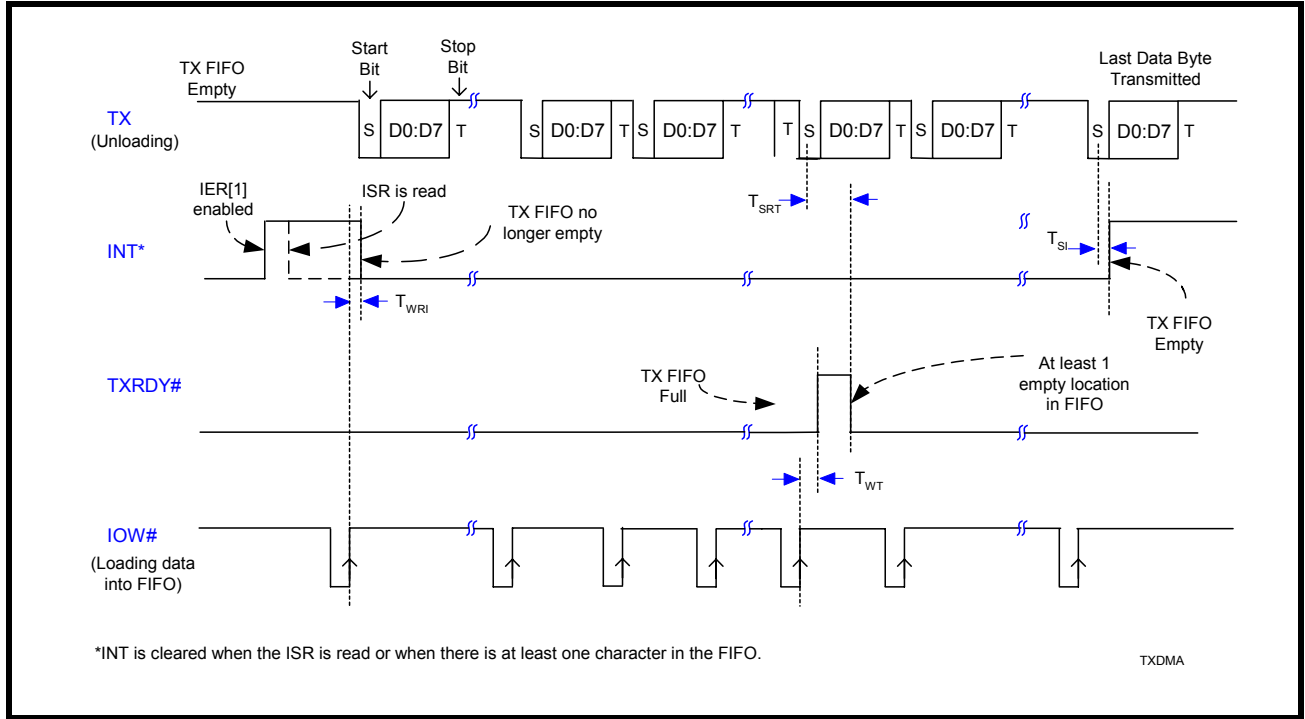 Start
Bit
Stop
Bit
TX FIFO
Empty
Last Data Byte
Transmitted
TX
(Unloading)
S D0:D7 T S D0:D7 T S D0:D7 T T S D0:D7 T S D0:D7 T S D0:D7 T
IER[1]
enabled
ISR is read
TX FIFO no
longer empty
TSRT
INT*
TSI
TWRI
TX FIFO
Empty
TXRDY#
TX FIFO
Full
At least 1
empty location
in FIFO
TWT
IOW#
(Loading data
into FIFO)
*INT is cleared when the ISR is read or when there is at least one character in the FIFO.
TXDMA